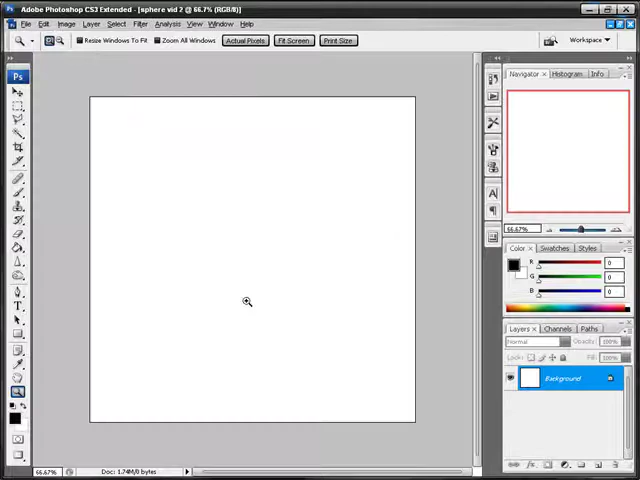 Adobe Photoshop CS3 Extended - [sphere vid 2 @ 66.7% (RGB/8)]
File Edit Image Layer Select Filter Analysis View Window Help
Resize Windows To Fit Zoom All Windows Actual Pixels Fit Screen Print Size Workspace
Ps
Navigator Histogram Info
66.67%
Color Swatches Styles
R 0
G 0
B 0
Layers Channels Paths
Normal Opacity: 100%
Lock: Fill: 100%
Background
66.67% Doc: 1.74M/0 bytes